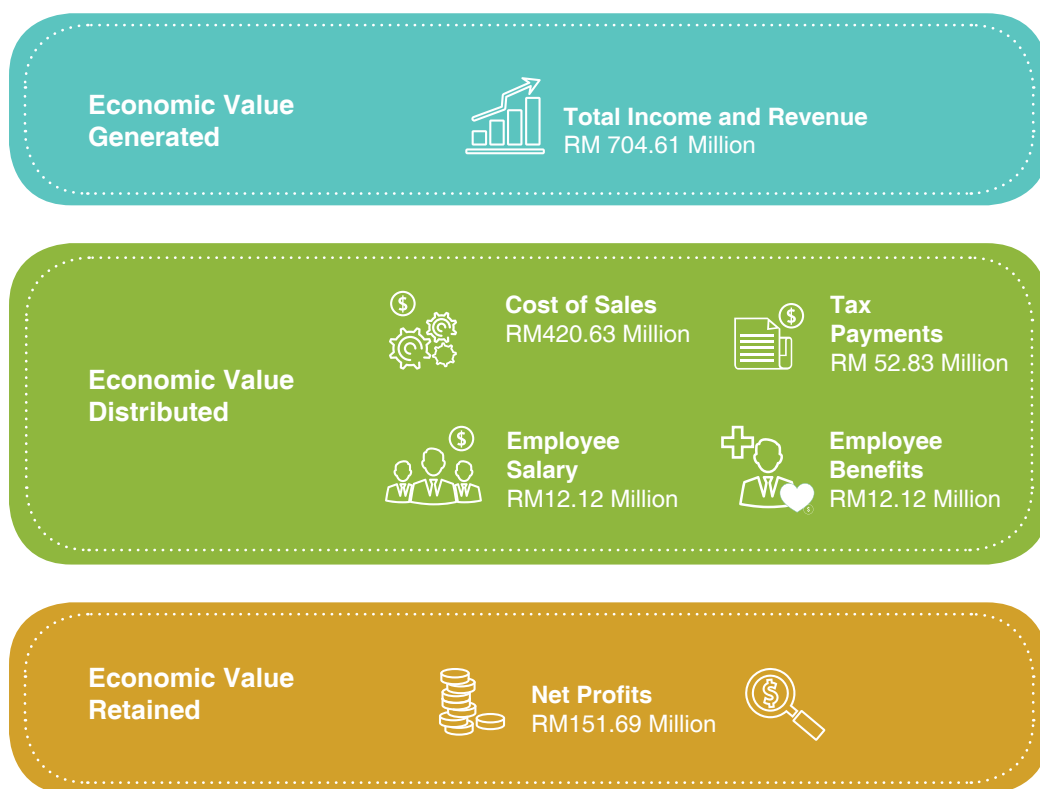 Economic Value
Generated
Total Income and Revenue
RM 704.61 Million
Economic Value
Distributed
Cost of Sales
RM420.63 Million
Tax
Payments
RM 52.83 Million
Employee
Salary
RM12.12 Million
Employee
Benefits
RM12.12 Million
Economic Value
Retained
Net Profits
RM151.69 Million